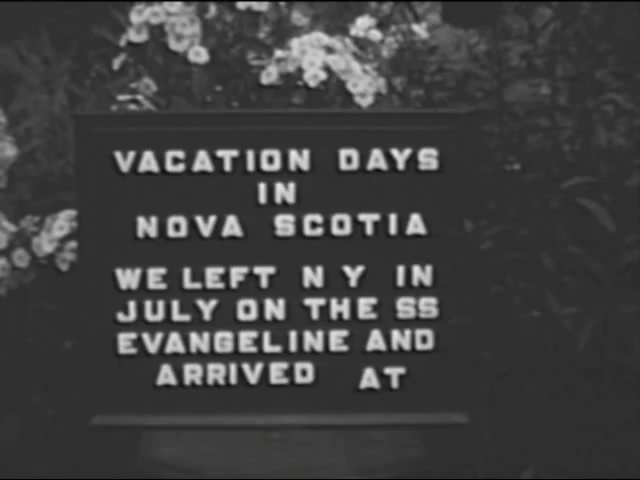 VACATION DAYS
IN
NOVA SCOTIA
WE LEFT N Y IN
JULY ON THE SS
EVANGELINE AND
ARRIVED AT